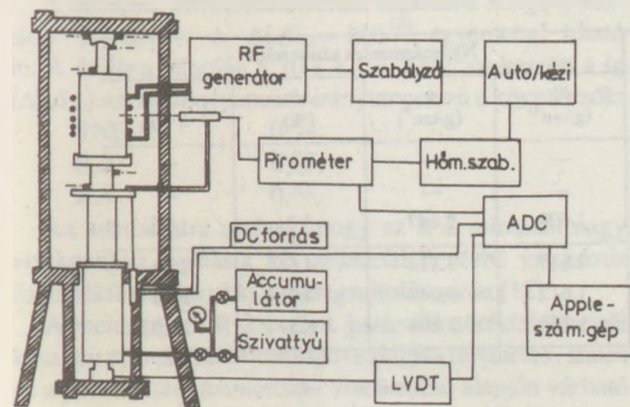 RF
generátor
Szabályzó
Auto/kézi
Pirométer
Hőm.szab.
DC forrás
ADC
Accumu-
látor
Szivattyú
LVDT
Apple-
szám.gép